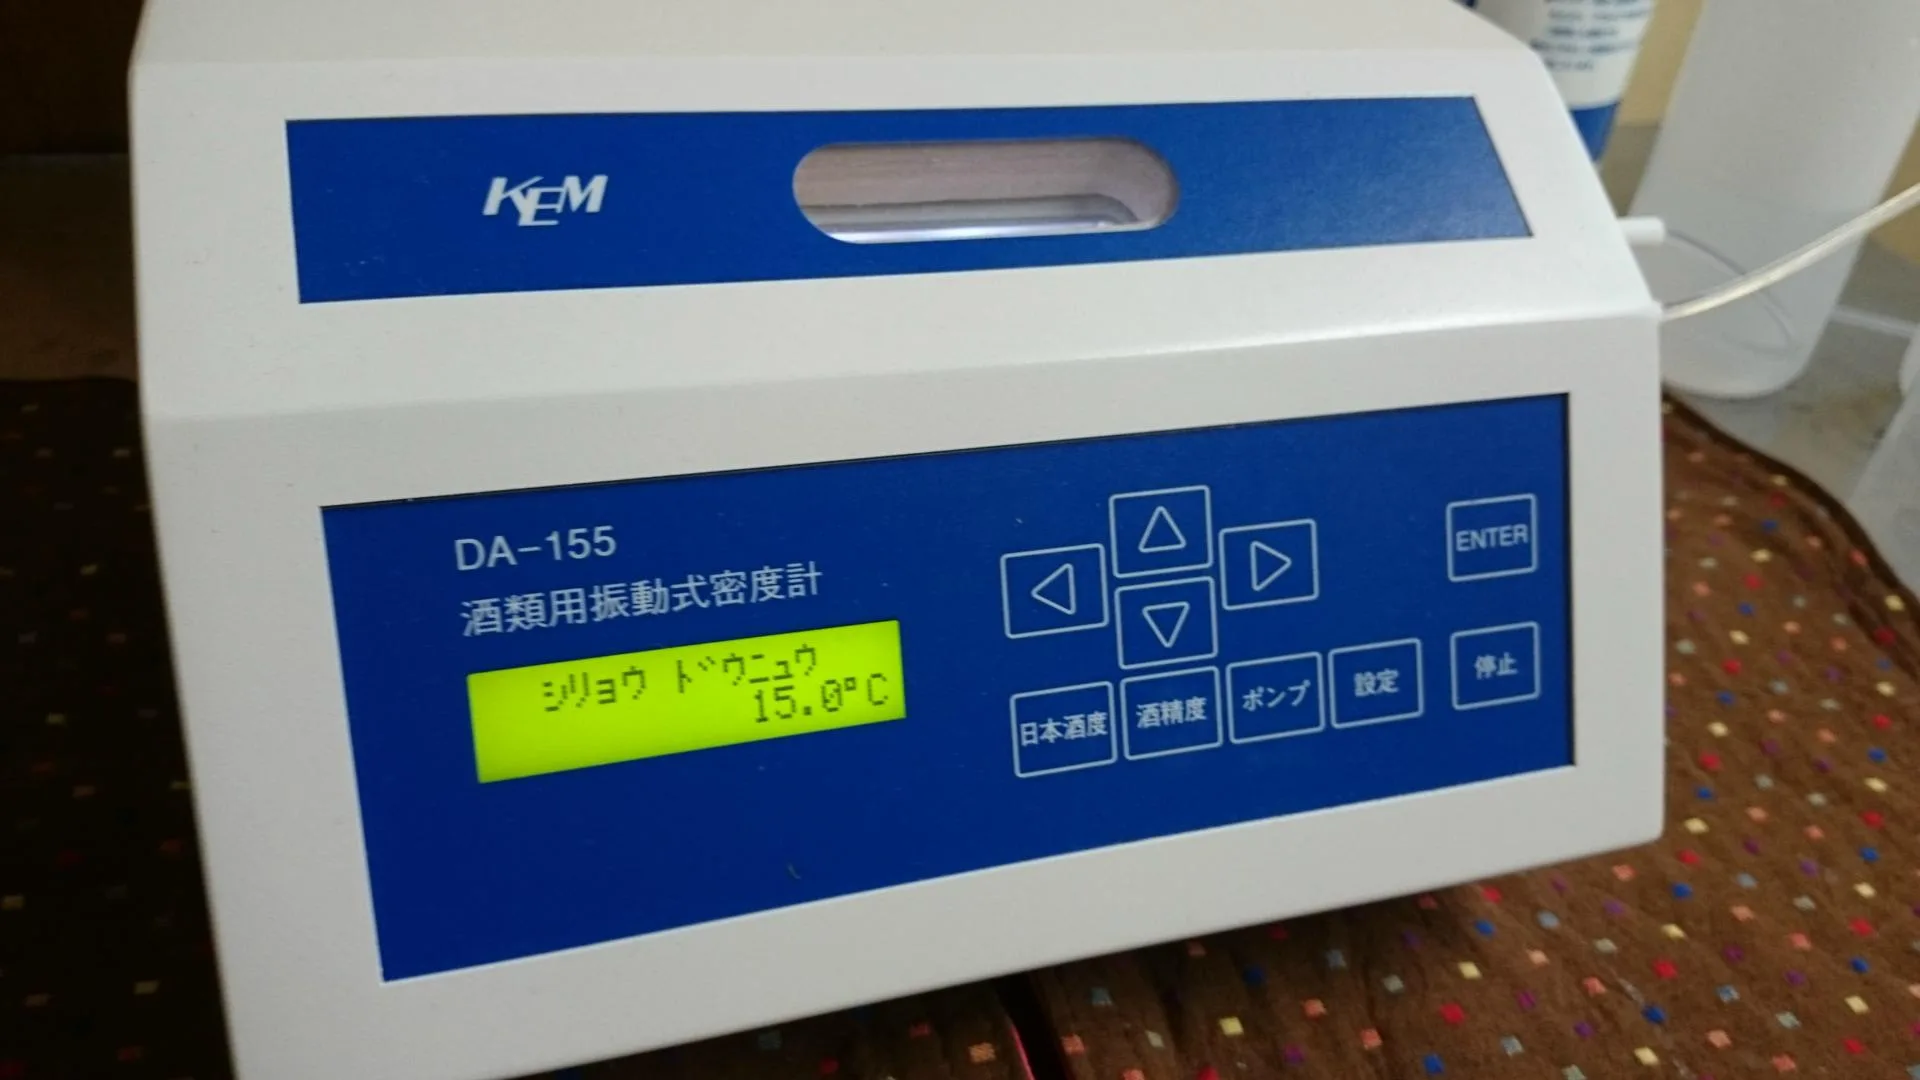 KEM
DA-155
酒類用振動式密度計
シリョウ ドウニュウ
15.0°C
ENTER
日本酒度
酒精度
ポンプ
設定
停止